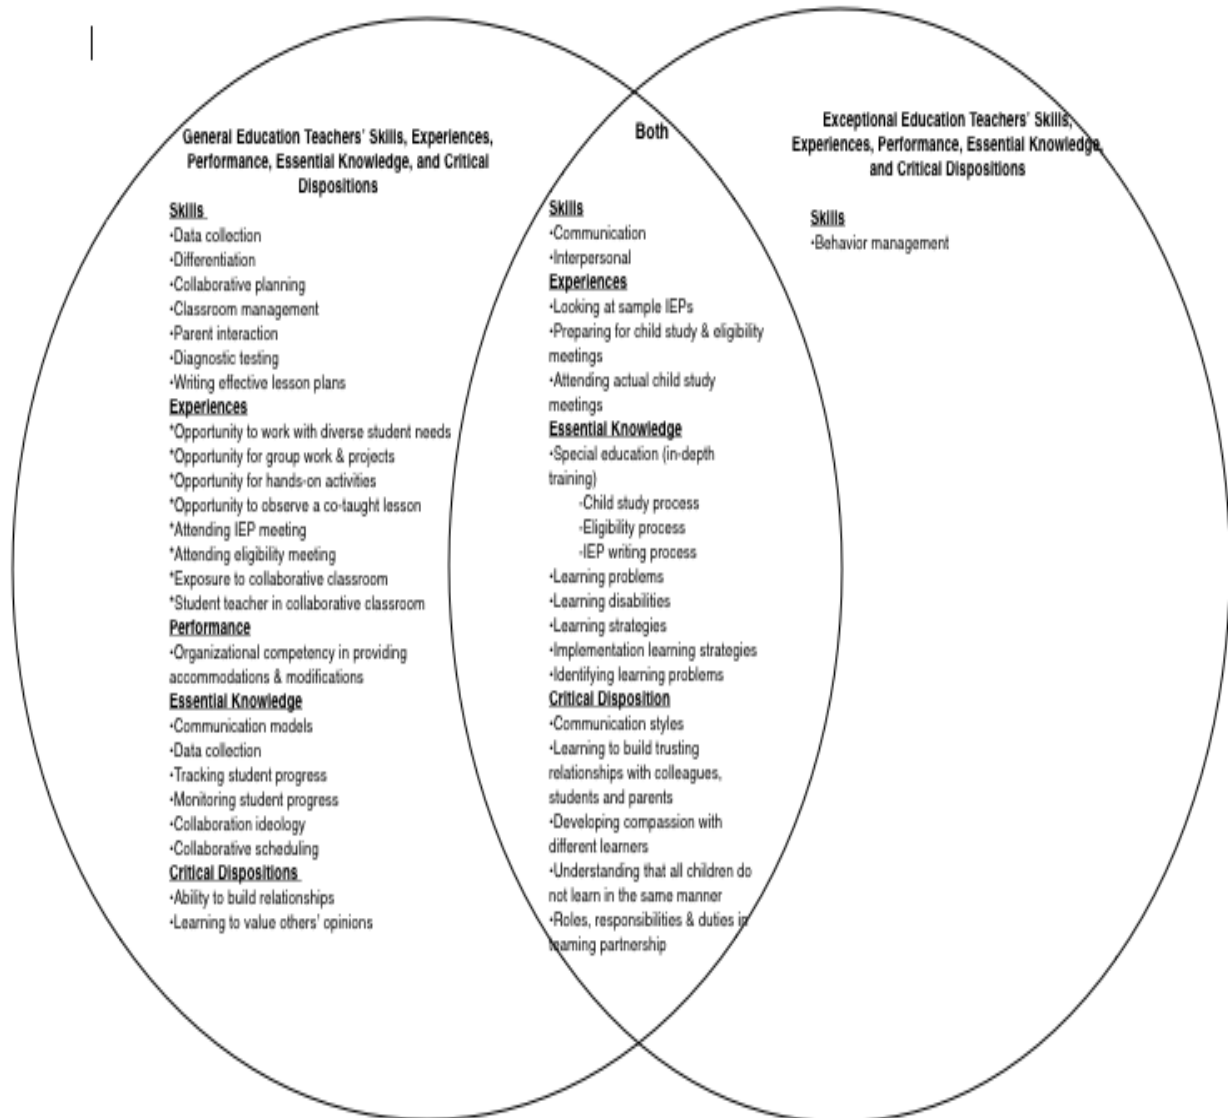 General Education Teachers' Skills, Experiences,
Performance, Essential Knowledge, and Critical
Dispositions
Skills
•Data collection
•Differentiation
•Collaborative planning
•Classroom management
•Parent interaction
•Diagnostic testing
•Writing effective lesson plans
Experiences
*Opportunity to work with diverse student needs
*Opportunity for group work & projects
*Opportunity for hands-on activities
*Opportunity to observe a co-taught lesson
*Attending IEP meeting
*Attending eligibility meeting
*Exposure to collaborative classroom
*Student teacher in collaborative classroom
Performance
•Organizational competency in providing
accommodations & modifications
Essential Knowledge
•Communication models
•Data collection
•Tracking student progress
•Monitoring student progress
•Collaboration ideology
•Collaborative scheduling
Critical Dispositions
•Ability to build relationships
•Learning to value others' opinions
Both
Skills
•Communication
•Interpersonal
Experiences
•Looking at sample IEPs
•Preparing for child study & eligibility
meetings
•Attending actual child study
meetings
Essential Knowledge
•Special education (in-depth
training)
-Child study process
-Eligibility process
-IEP writing process
•Learning problems
•Learning disabilities
•Learning strategies
•Implementation learning strategies
•Identifying learning problems
Critical Disposition
•Communication styles
•Learning to build trusting
relationships with colleagues,
students and parents
•Developing compassion with
different learners
•Understanding that all children do
not learn in the same manner
•Roles, responsibilities & duties in
teaming partnership
Exceptional Education Teachers' Skills,
Experiences, Performance, Essential Knowledge,
and Critical Dispositions
Skills
•Behavior management